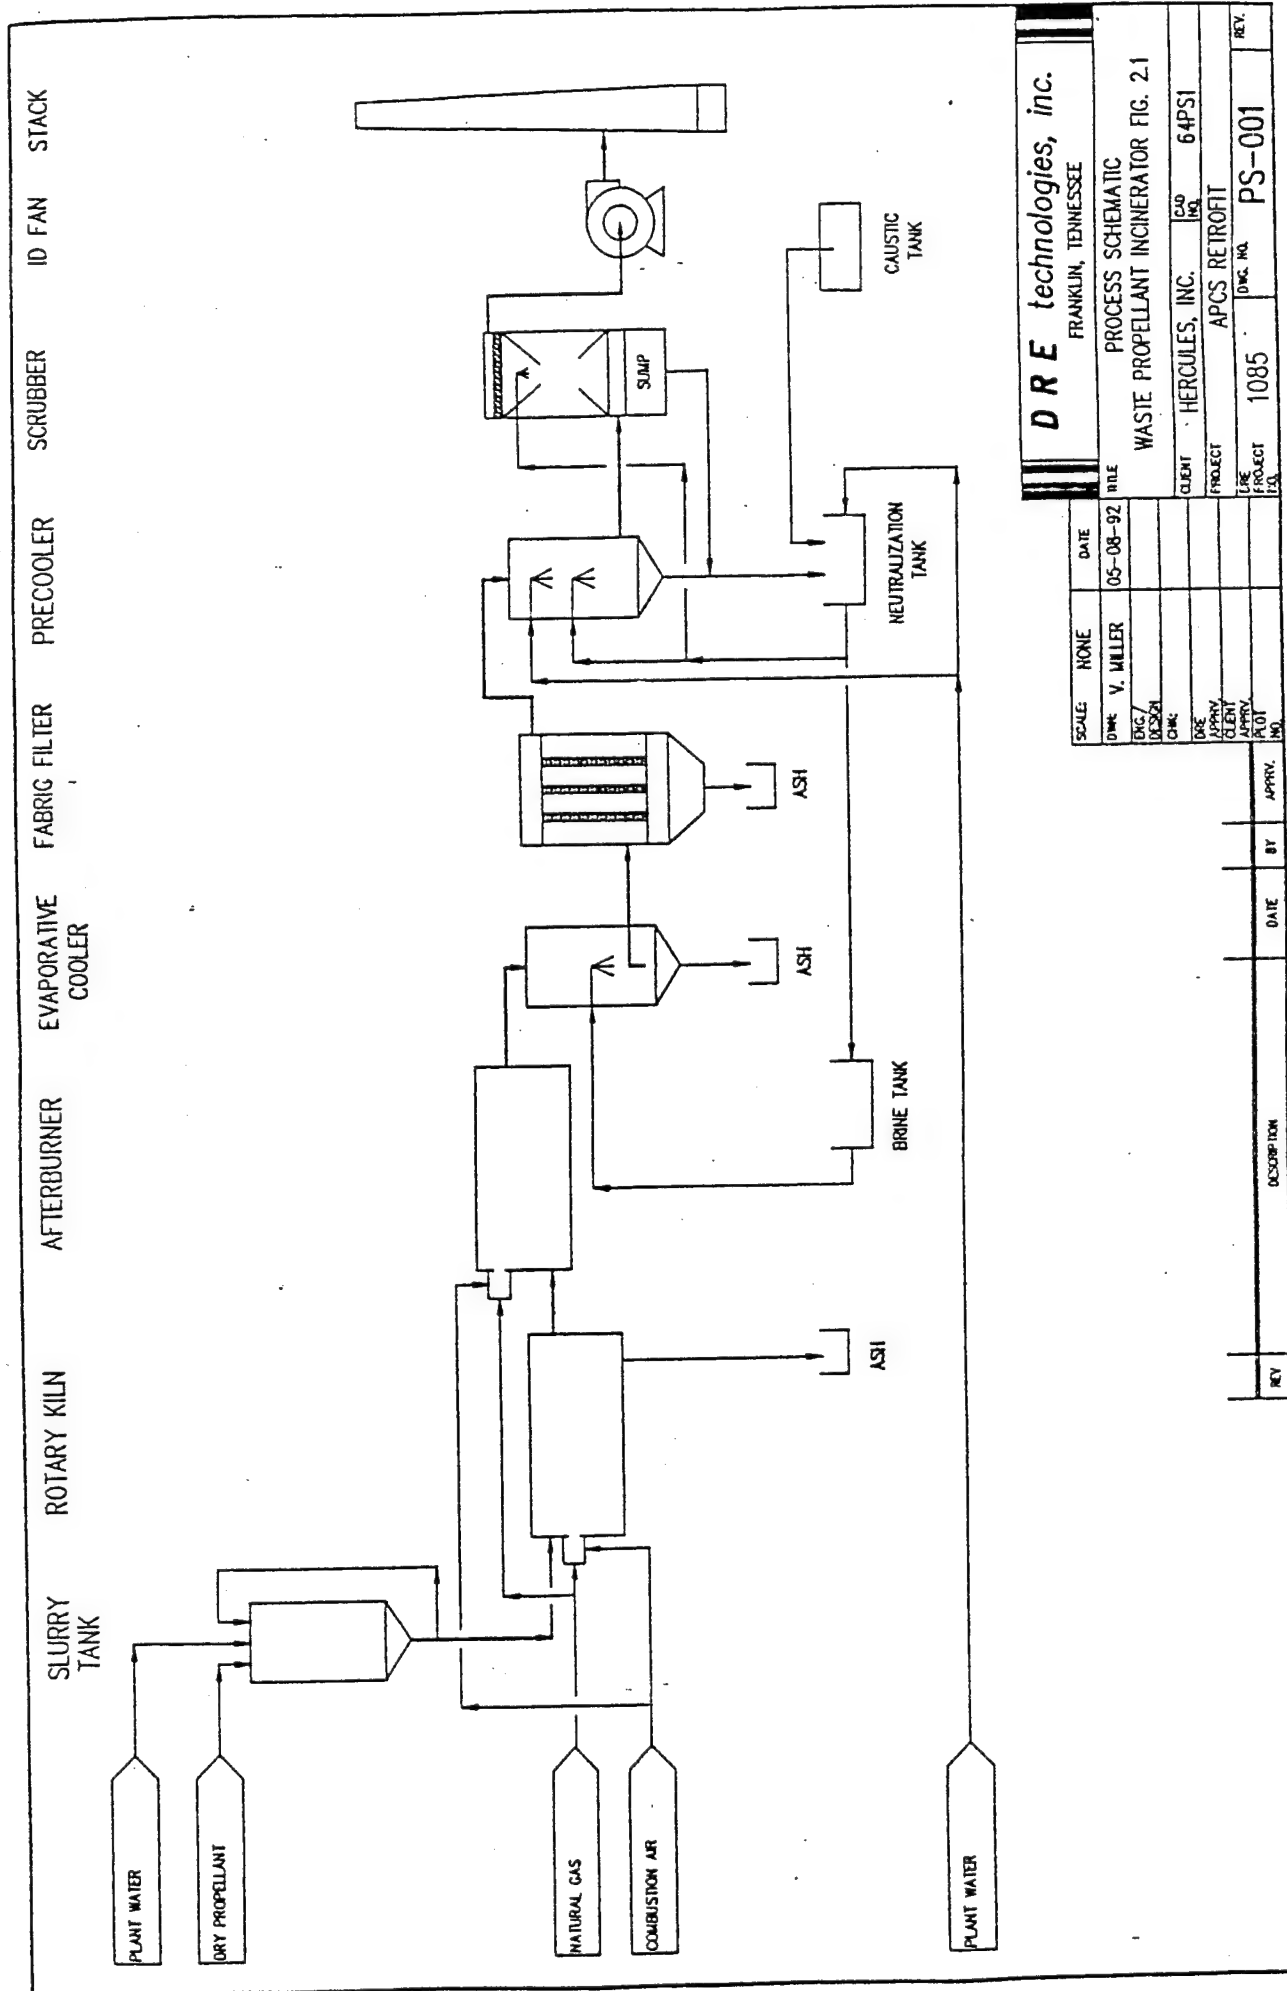 SLURRY
TANK
ROTARY KILN
AFTERBURNER
EVAPORATIVE
COOLER
FABRIG FILTER
PRECOOLER
SCRUBBER
ID FAN
STACK
PLANT WATER
DRY PROPELLANT
NATURAL GAS
COMBUSTION AIR
PLANT WATER
ASH
BRINE TANK
ASH
ASH
NEUTRALIZATION
TANK
SUMP
CAUSTIC
TANK
DRE technologies, inc.
FRANKLIN, TENNESSEE
SCALE: NONE
DATE
DWN: V. MILLER
05-08-92
ENG./
DESIGN
CHK:
DRE
APPRV.
CLIENT
APPRV.
PLOT
NO.
TITLE
PROCESS SCHEMATIC
WASTE PROPELLANT INCINERATOR FIG. 2.1
CLIENT
HERCULES, INC.
CAD
NO.
64PS1
PROJECT
APCS RETROFIT
DRE
PROJECT
NO.
1085
DWG. NO.
PS-001
REV.
REV
DESCRIPTION
DATE
BY
APPRV.